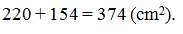 220 + 154 = 374 (cm²).